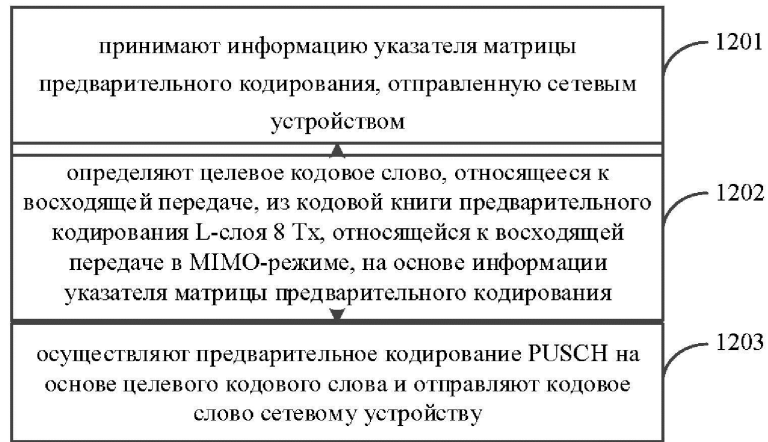 принимают информацию указателя матрицы
предварительного кодирования, отправленную сетевым
устройством
1201
определяют целевое кодовое слово, относящееся к
восходящей передаче, из кодовой книги предварительного
кодирования L-слоя 8 Tx, относящейся к восходящей
передаче в MIMO-режиме, на основе информации
указателя матрицы предварительного кодирования
1202
осуществляют предварительное кодирование PUSCH на
основе целевого кодового слова и отправляют кодовое
слово сетевому устройству
1203